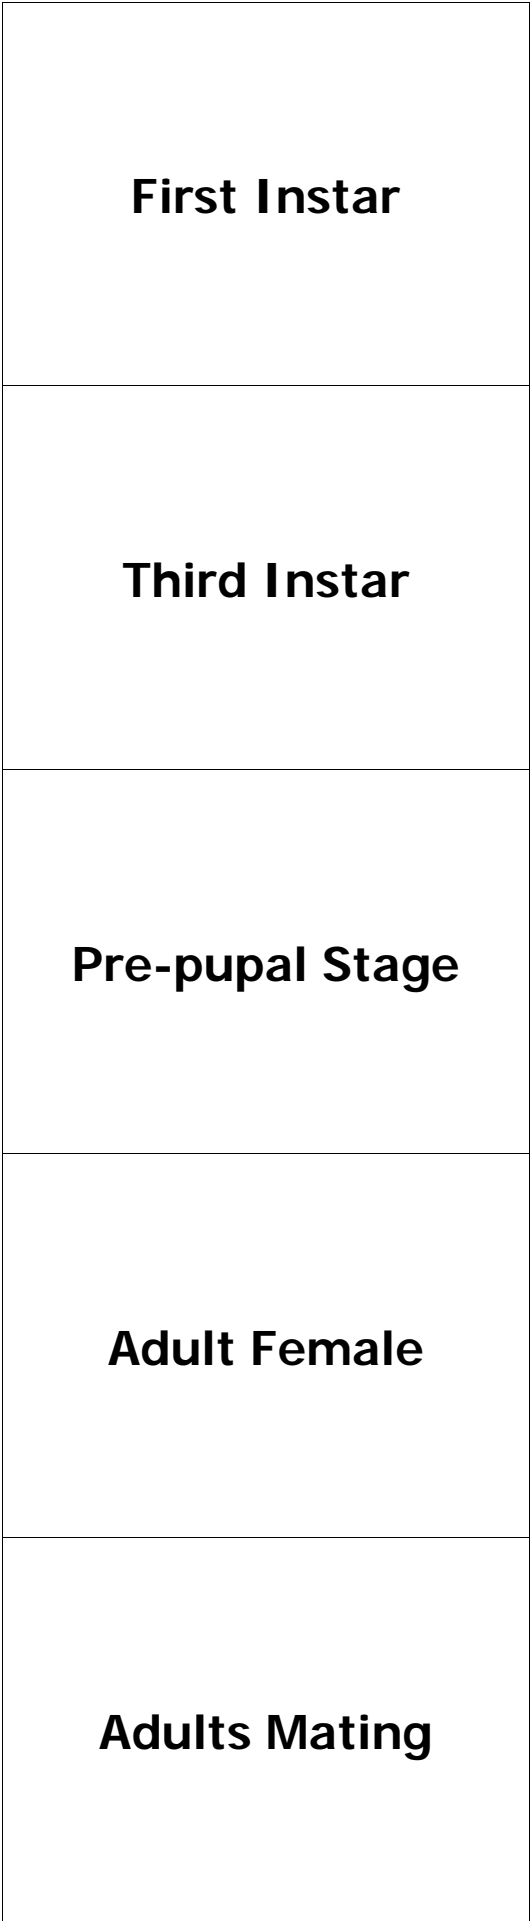 First Instar
Third Instar
Pre-pupal Stage
Adult Female
Adults Mating